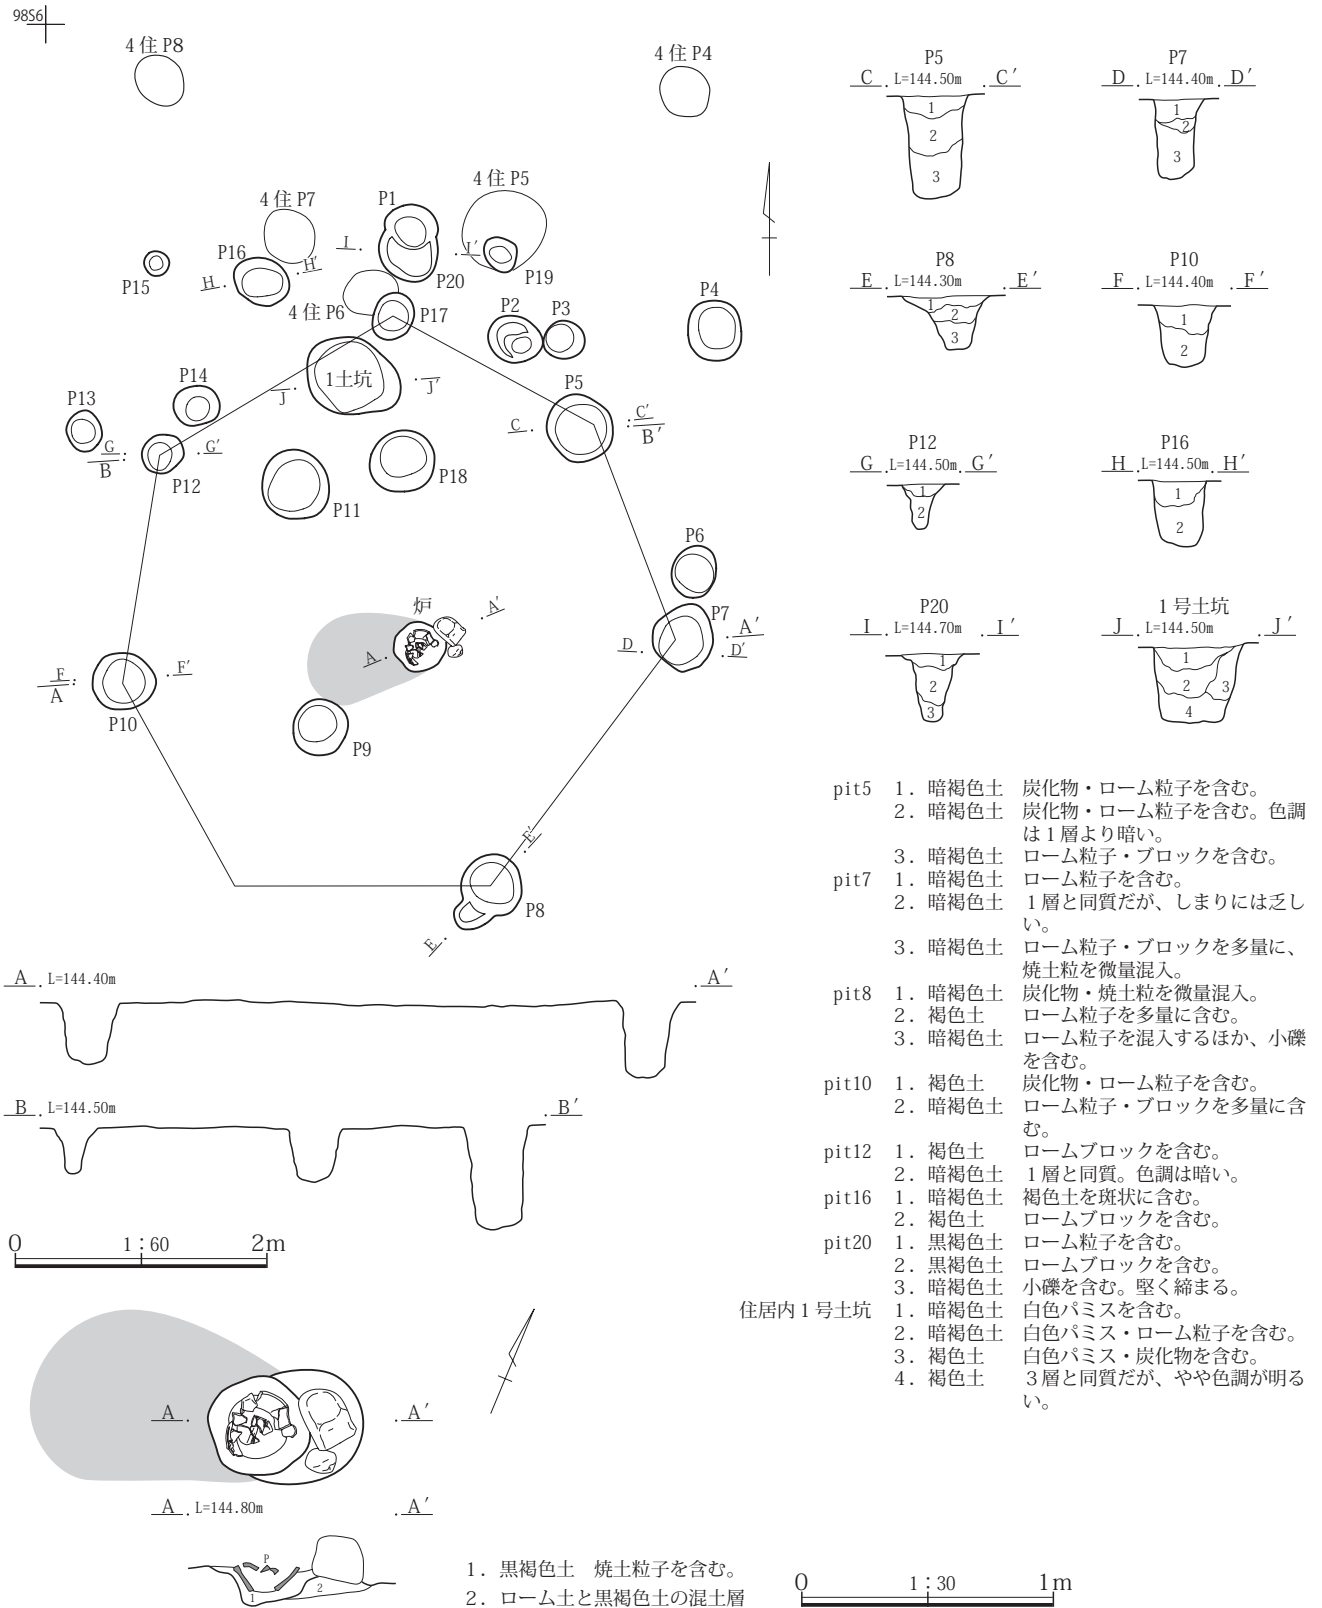 98S6
4住P8
4住P4
4住P7
P1
4住P5
I . . I′
P16
H . . H′
P15
P20
P19
4住P6
P17
P2
P3
P4
1土坑
J . . J′
P14
P13
P5
C . . C′
B′
G . . G′
B
P12
P18
P11
P6
炉
A . . A′
P7
A′
D . . D′
F . . F′
A
P10
P9
E′
P8
E .
A . L=144.40m . A′
B . L=144.50m . B′
0 1:60 2m
A . . A′
A . L=144.80m . A′
P
1
2
1. 黒褐色土 焼土粒子を含む。
2. ローム土と黒褐色土の混土層
0 1:30 1m
P5
C . L=144.50m . C′
1
2
3
P7
D . L=144.40m . D′
1
2
3
P8
E . L=144.30m . E′
1
2
3
P10
F . L=144.40m . F′
1
2
P12
G . L=144.50m . G′
1
2
P16
H . L=144.50m . H′
1
2
P20
I . L=144.70m . I′
1
2
3
1号土坑
J . L=144.50m . J′
1
2
3
4
pit5 1. 暗褐色土 炭化物・ローム粒子を含む。
2. 暗褐色土 炭化物・ローム粒子を含む。色調
は1層より暗い。
3. 暗褐色土 ローム粒子・ブロックを含む。
pit7 1. 暗褐色土 ローム粒子を含む。
2. 暗褐色土 1層と同質だが、しまりには乏し
い。
3. 暗褐色土 ローム粒子・ブロックを多量に、
焼土粒を微量混入。
pit8 1. 暗褐色土 炭化物・焼土粒を微量混入。
2. 褐色土 ローム粒子を多量に含む。
3. 暗褐色土 ローム粒子を混入するほか、小礫
を含む。
pit10 1. 褐色土 炭化物・ローム粒子を含む。
2. 暗褐色土 ローム粒子・ブロックを多量に含
む。
pit12 1. 褐色土 ロームブロックを含む。
2. 暗褐色土 1層と同質。色調は暗い。
pit16 1. 暗褐色土 褐色土を斑状に含む。
2. 褐色土 ロームブロックを含む。
pit20 1. 黒褐色土 ローム粒子を含む。
2. 黒褐色土 ロームブロックを含む。
3. 暗褐色土 小礫を含む。堅く締まる。
住居内1号土坑 1. 暗褐色土 白色パミスを含む。
2. 暗褐色土 白色パミス・ローム粒子を含む。
3. 褐色土 白色パミス・炭化物を含む。
4. 褐色土 3層と同質だが、やや色調が明る
い。